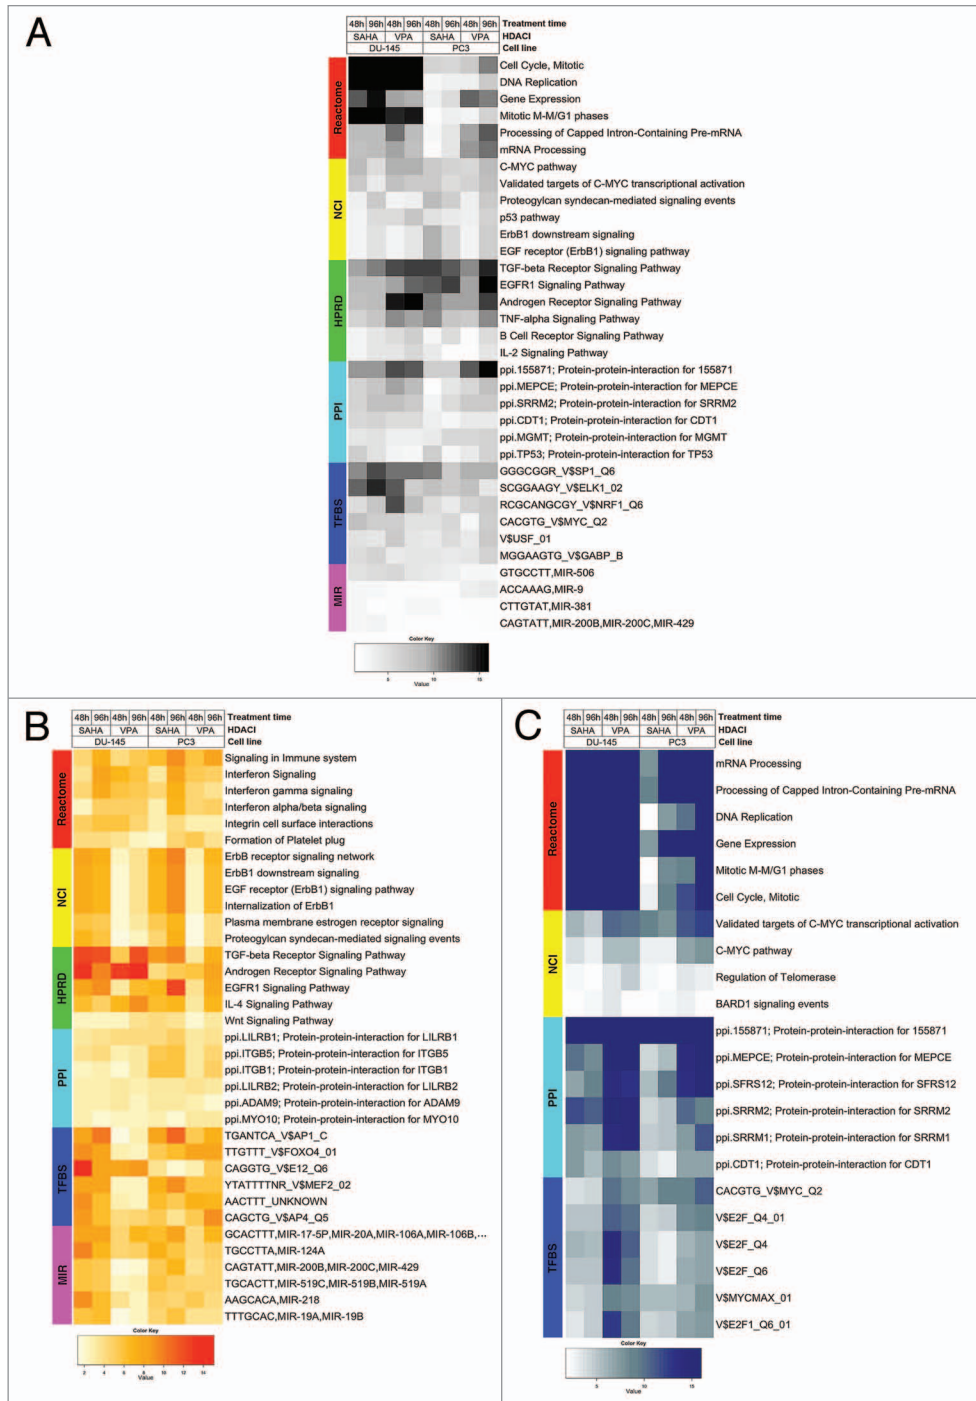 A
48h 96h 48h 96h 48h 96h 48h 96h Treatment time
SAHA VPA SAHA VPA HDACI
DU-145 PC3 Cell line
Reactome
Cell Cycle, Mitotic
DNA Replication
Gene Expression
Mitotic M-M/G1 phases
Processing of Capped Intron-Containing Pre-mRNA
mRNA Processing
NCI
C-MYC pathway
Validated targets of C-MYC transcriptional activation
Proteogylcan syndecan-mediated signaling events
p53 pathway
ErbB1 downstream signaling
EGF receptor (ErbB1) signaling pathway
HPRD
TGF-beta Receptor Signaling Pathway
EGFR1 Signaling Pathway
Androgen Receptor Signaling Pathway
TNF-alpha Signaling Pathway
B Cell Receptor Signaling Pathway
IL-2 Signaling Pathway
PPI
ppi.155871; Protein-protein-interaction for 155871
ppi.MEPCE; Protein-protein-interaction for MEPCE
ppi.SRRM2; Protein-protein-interaction for SRRM2
ppi.CDT1; Protein-protein-interaction for CDT1
ppi.MGMT; Protein-protein-interaction for MGMT
ppi.TP53; Protein-protein-interaction for TP53
TFBS
GGGCGGR_V$SP1_Q6
SCGGAAGY_V$ELK1_02
RCGCANGCGY_V$NRF1_Q6
CACGTG_V$MYC_Q2
V$USF_01
MGGAAGTG_V$GABP_B
MIR
GTGCCTT,MIR-506
ACCAAAG,MIR-9
CTTGTAT,MIR-381
CAGTATT,MIR-200B,MIR-200C,MIR-429
Color Key
5 10 15
Value
B
48h 96h 48h 96h 48h 96h 48h 96h Treatment time
SAHA VPA SAHA VPA HDACI
DU-145 PC3 Cell line
Reactome
Signaling in Immune system
Interferon Signaling
Interferon gamma signaling
Interferon alpha/beta signaling
Integrin cell surface interactions
Formation of Platelet plug
NCI
ErbB receptor signaling network
ErbB1 downstream signaling
EGF receptor (ErbB1) signaling pathway
Internalization of ErbB1
Plasma membrane estrogen receptor signaling
Proteogylcan syndecan-mediated signaling events
HPRD
TGF-beta Receptor Signaling Pathway
Androgen Receptor Signaling Pathway
EGFR1 Signaling Pathway
IL-4 Signaling Pathway
Wnt Signaling Pathway
PPI
ppi.LILRB1; Protein-protein-interaction for LILRB1
ppi.ITGB5; Protein-protein-interaction for ITGB5
ppi.ITGB1; Protein-protein-interaction for ITGB1
ppi.LILRB2; Protein-protein-interaction for LILRB2
ppi.ADAM9; Protein-protein-interaction for ADAM9
ppi.MYO10; Protein-protein-interaction for MYO10
TFBS
TGANTCA_V$AP1_C
TTGTTT_V$FOXO4_01
CAGGTG_V$E12_Q6
YTATTTTNR_V$MEF2_02
AACTTT_UNKNOWN
CAGCTG_V$AP4_Q5
MIR
GCACTTT,MIR-17-5P,MIR-20A,MIR-106A,MIR-106B,...
TGCCTTA,MIR-124A
CAGTATT,MIR-200B,MIR-200C,MIR-429
TGCACTT,MIR-519C,MIR-519B,MIR-519A
AAGCACA,MIR-218
TTTGCAC,MIR-19A,MIR-19B
Color Key
2 4 6 8 10 14
Value
C
48h 96h 48h 96h 48h 96h 48h 96h Treatment time
SAHA VPA SAHA VPA HDACI
DU-145 PC3 Cell line
Reactome
mRNA Processing
Processing of Capped Intron-Containing Pre-mRNA
DNA Replication
Gene Expression
Mitotic M-M/G1 phases
Cell Cycle, Mitotic
NCI
Validated targets of C-MYC transcriptional activation
C-MYC pathway
Regulation of Telomerase
BARD1 signaling events
PPI
ppi.155871; Protein-protein-interaction for 155871
ppi.MEPCE; Protein-protein-interaction for MEPCE
ppi.SFRS12; Protein-protein-interaction for SFRS12
ppi.SRRM2; Protein-protein-interaction for SRRM2
ppi.SRRM1; Protein-protein-interaction for SRRM1
ppi.CDT1; Protein-protein-interaction for CDT1
TFBS
CACGTG_V$MYC_Q2
V$E2F_Q4_01
V$E2F_Q4
V$E2F_Q6
V$MYCMAX_01
V$E2F1_Q6_01
Color Key
5 10 15
Value